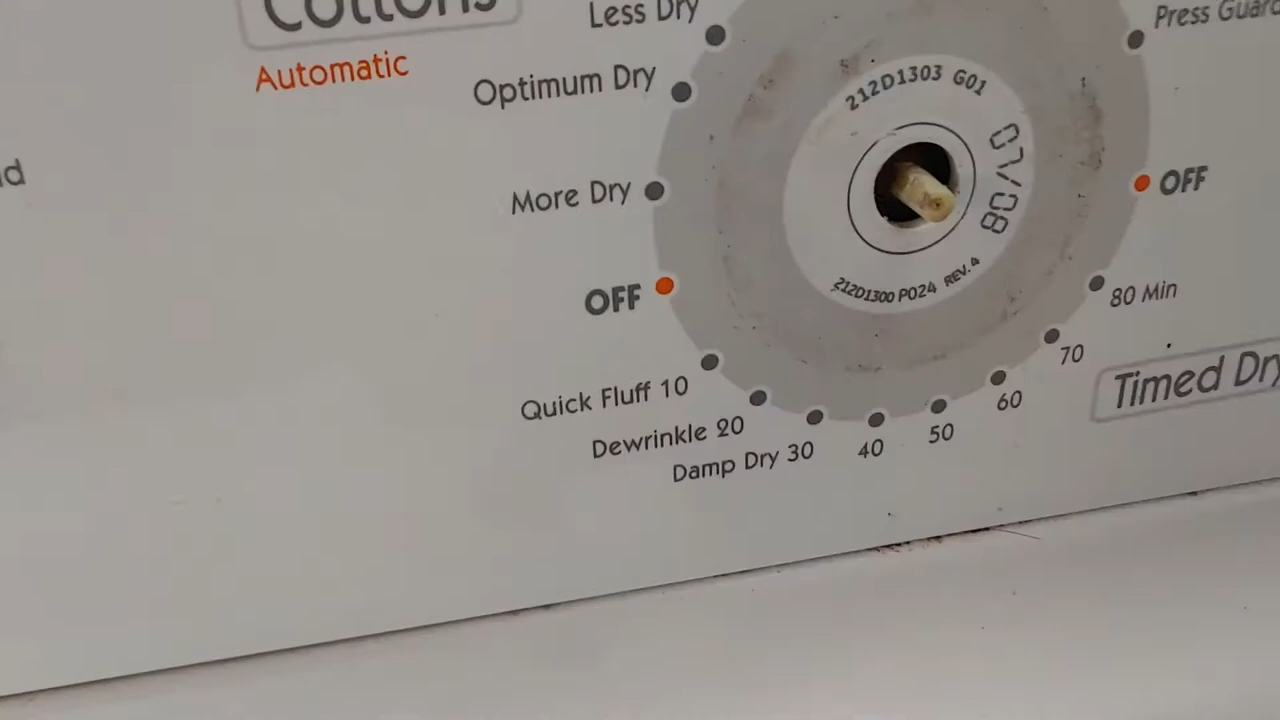 Cottons
Automatic
Less Dry
Optimum Dry
More Dry
OFF
Quick Fluff 10
Dewrinkle 20
Damp Dry 30
40
50
60
70
80 Min
OFF
Press Guard
Timed Dry
212D1303 G01
07/08
212D1300 P024 REV. 4